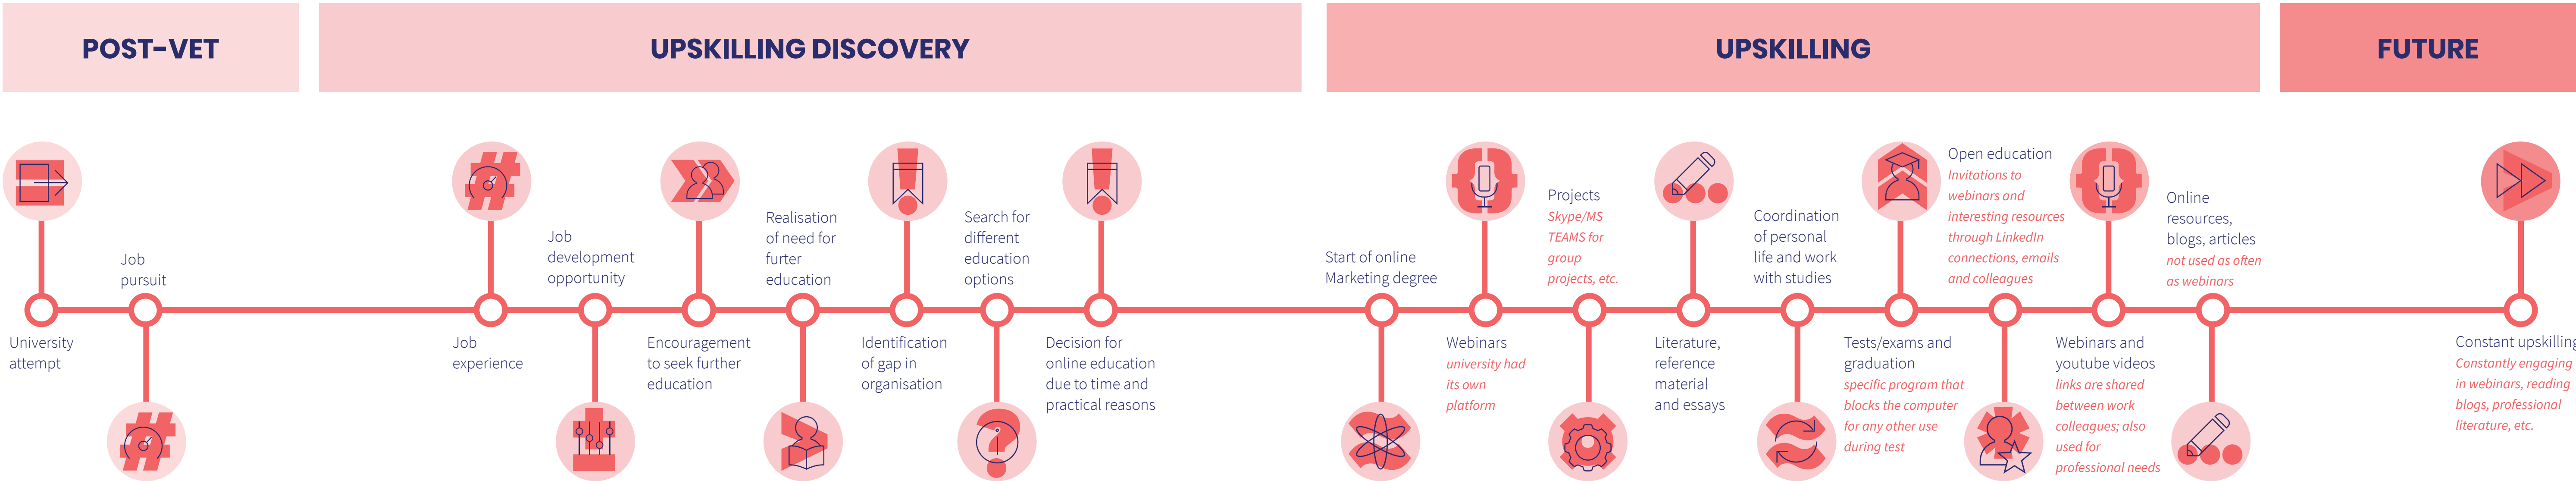 POST-VET
UPSKILLING DISCOVERY
UPSKILLING
FUTURE
University
attempt
Job
pursuit
Job
experience
Job
development
opportunity
Encouragement
to seek further
education
Realisation
of need for
furter
education
Identification
of gap in
organisation
Search for
different
education
options
Decision for
online education
due to time and
practical reasons
Start of online
Marketing degree
Webinars
university had
its own
platform
Projects
Skype/MS
TEAMS for
group
projects, etc.
Literature,
reference
material
and essays
Coordination
of personal
life and work
with studies
Tests/exams and
graduation
specific program that
blocks the computer
for any other use
during test
Open education
Invitations to
webinars and
interesting resources
through LinkedIn
connections, emails
and colleagues
Webinars and
youtube videos
links are shared
between work
colleagues; also
used for
professional needs
Online
resources,
blogs, articles
not used as often
as webinars
Constant upskilling
Constantly engaging
in webinars, reading
blogs, professional
literature, etc.